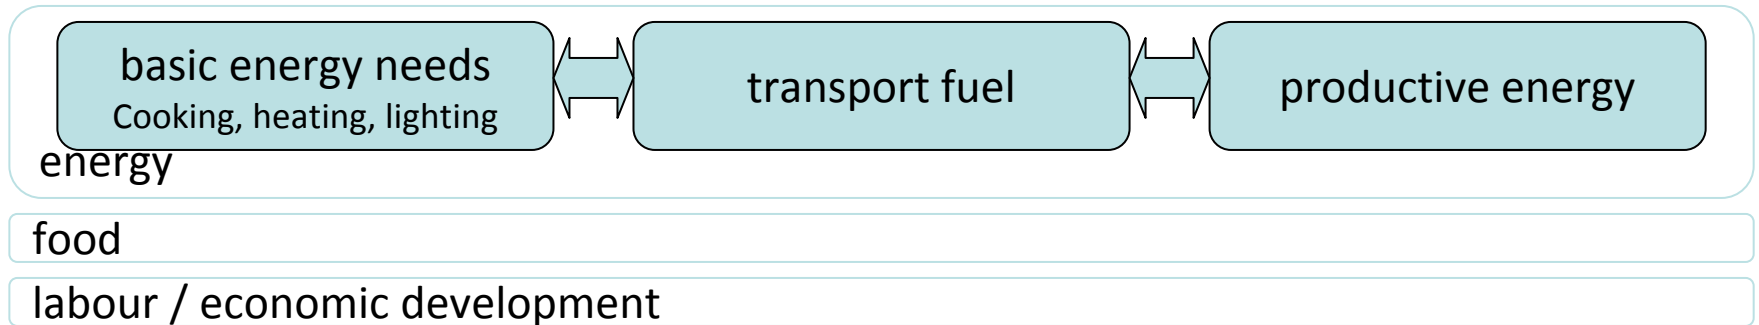 basic energy needs
Cooking, heating, lighting
transport fuel
productive energy
energy
food
labour / economic development